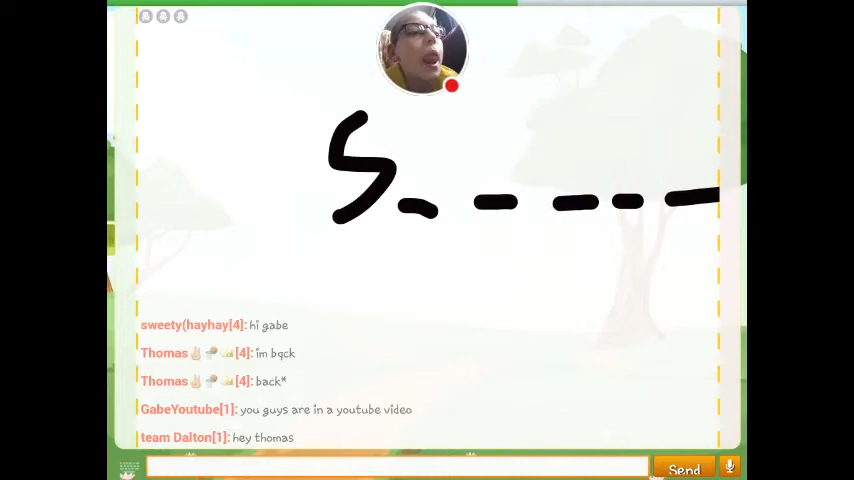 S_ _ _ _ _
sweety(hayhay[4]: hi gabe
Thomas✌🏻🏓🏸[4]: im bqck
Thomas✌🏻🏓🏸[4]: back*
GabeYoutube[1]: you guys are in a youtube video
team Dalton[1]: hey thomas
Send